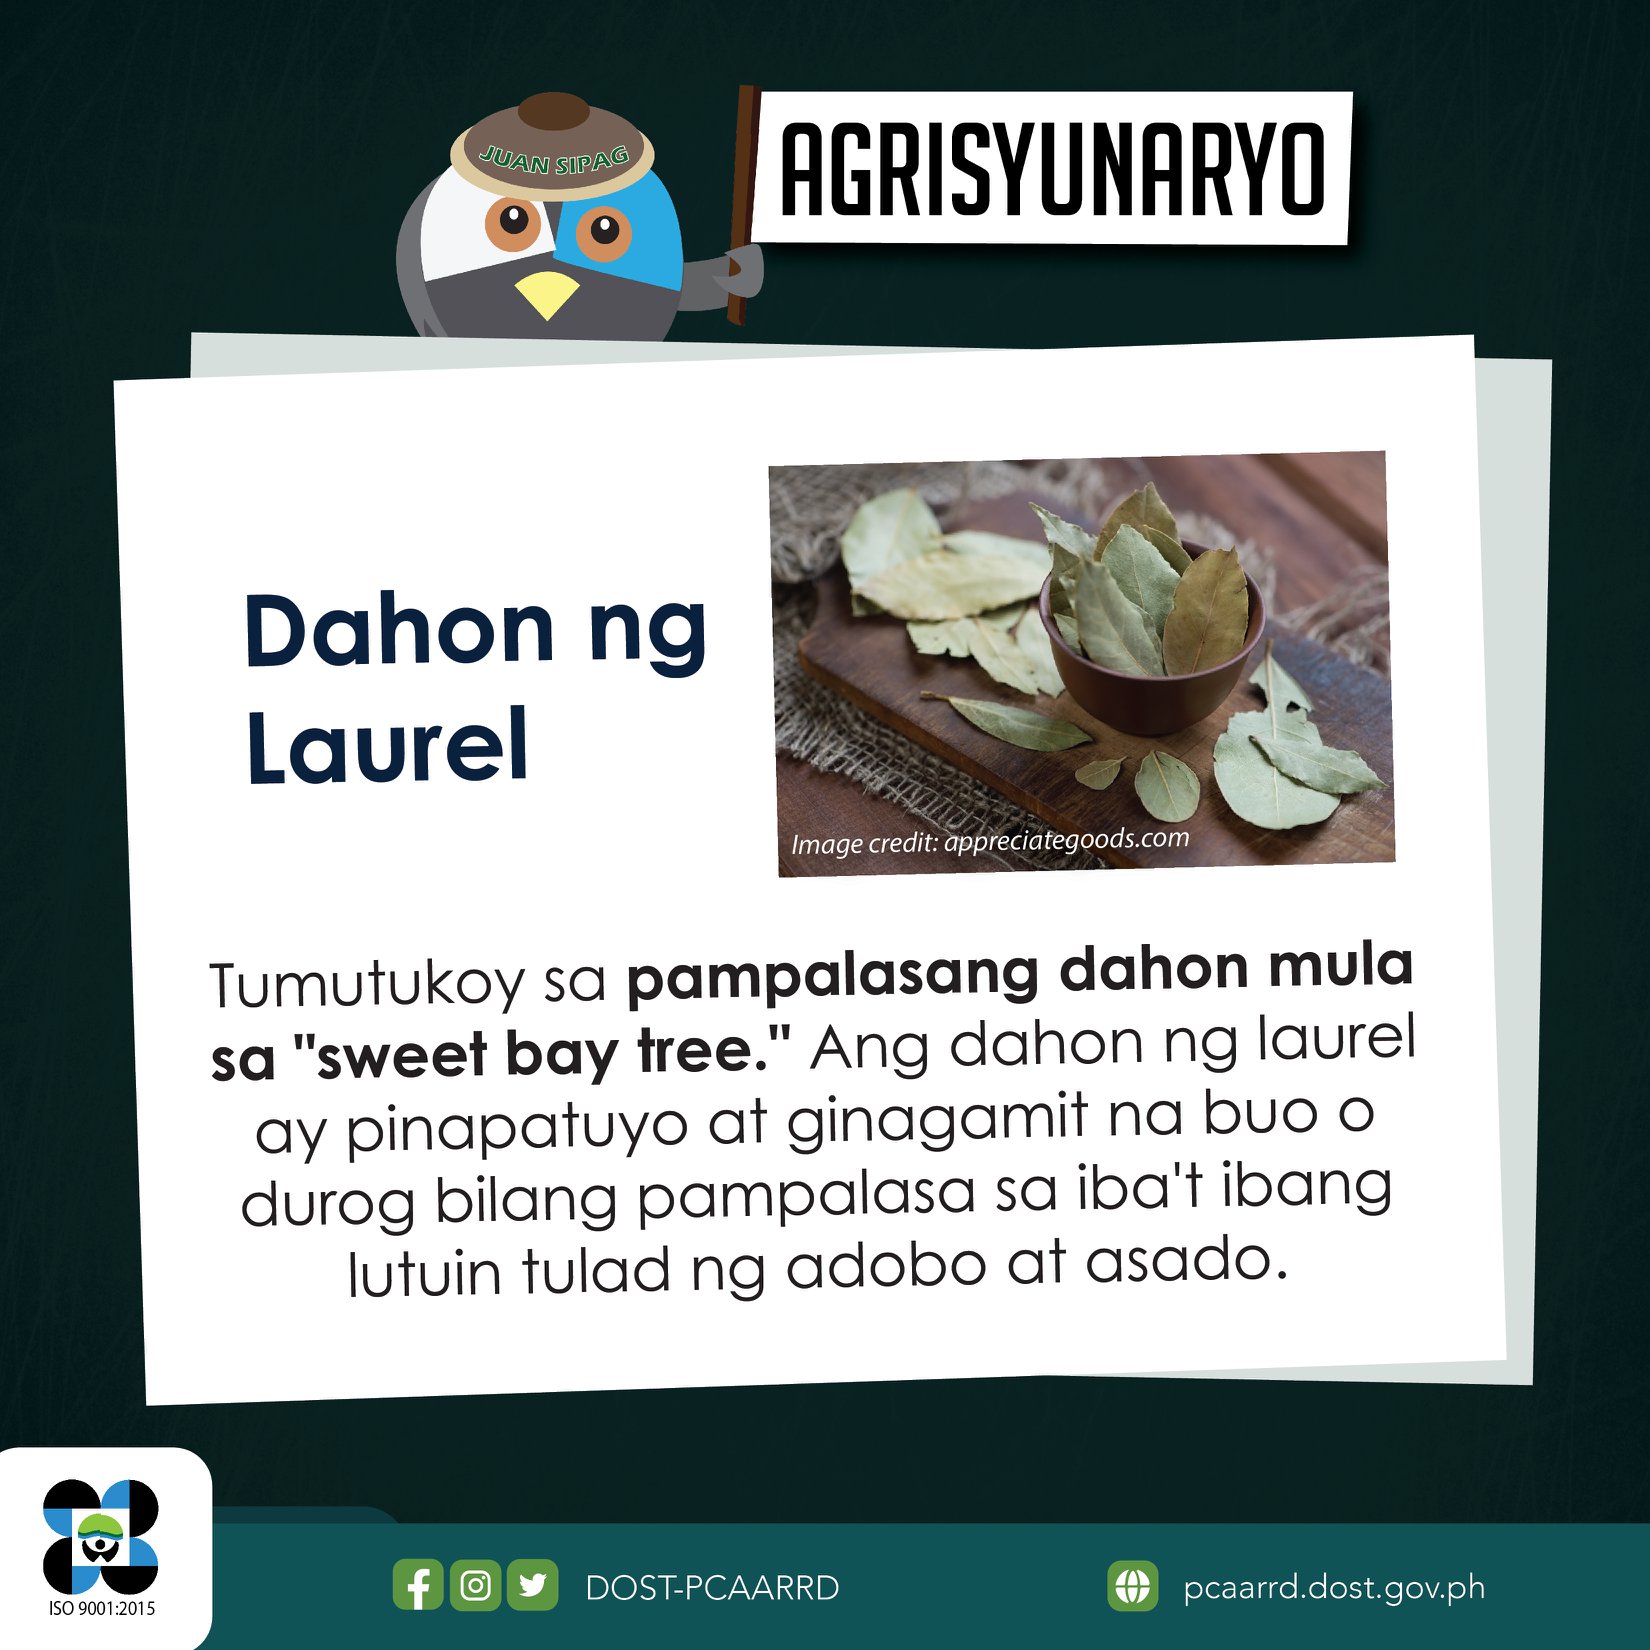 JUAN SIPAG
AGRISYUNARYO
Dahon ng
Laurel
Image credit: appreciategoods.com
Tumutukoy sa pampalasang dahon mula
sa "sweet bay tree." Ang dahon ng laurel
ay pinapatuyo at ginagamit na buo o
durog bilang pampalasa sa iba't ibang
lutuin tulad ng adobo at asado.
ISO 9001:2015
DOST-PCAARRD
pcaarrd.dost.gov.ph